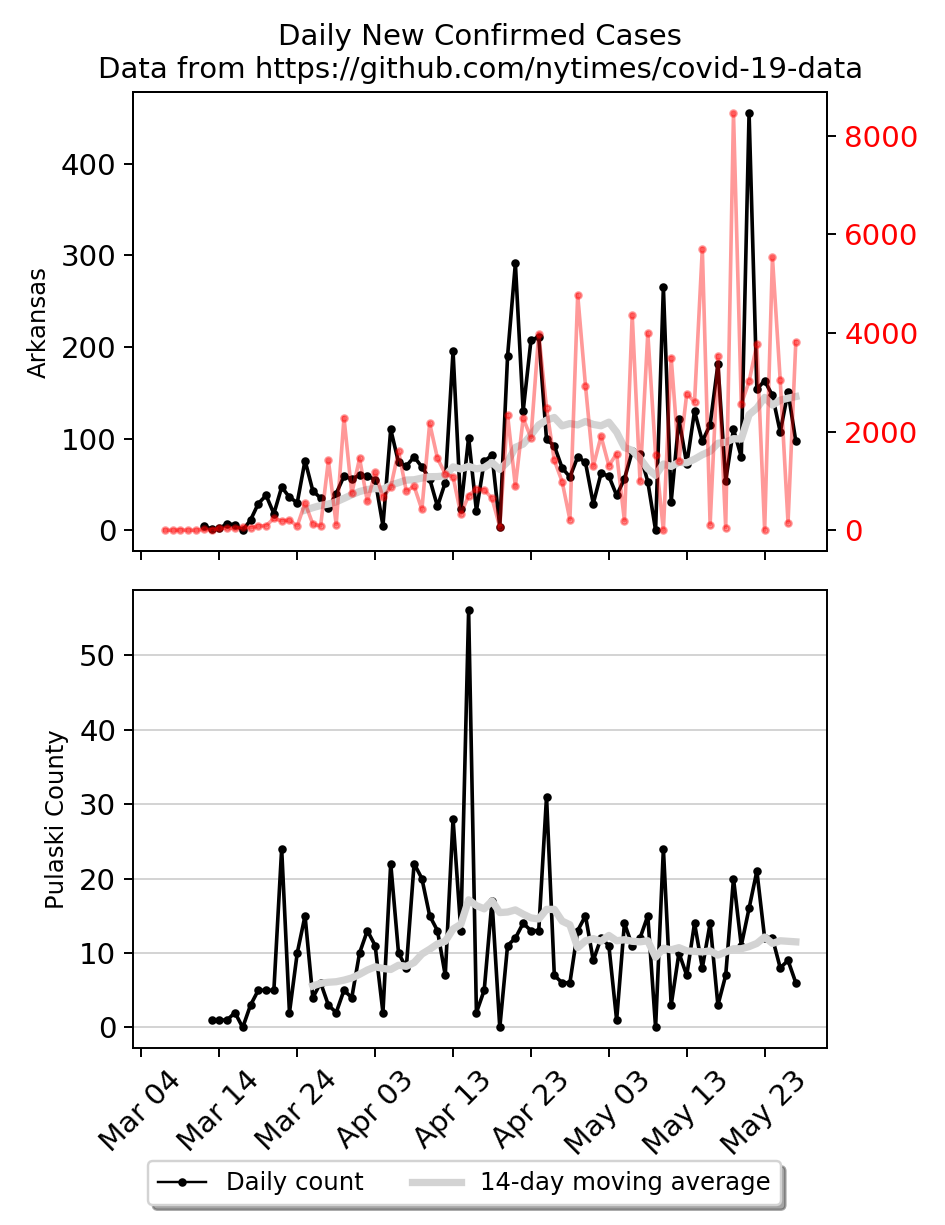 Daily New Confirmed Cases
Data from https://github.com/nytimes/covid-19-data
Arkansas
400
300
200
100
0
8000
6000
4000
2000
0
Pulaski County
50
40
30
20
10
0
Mar 04
Mar 14
Mar 24
Apr 03
Apr 13
Apr 23
May 03
May 13
May 23
Daily count
14-day moving average